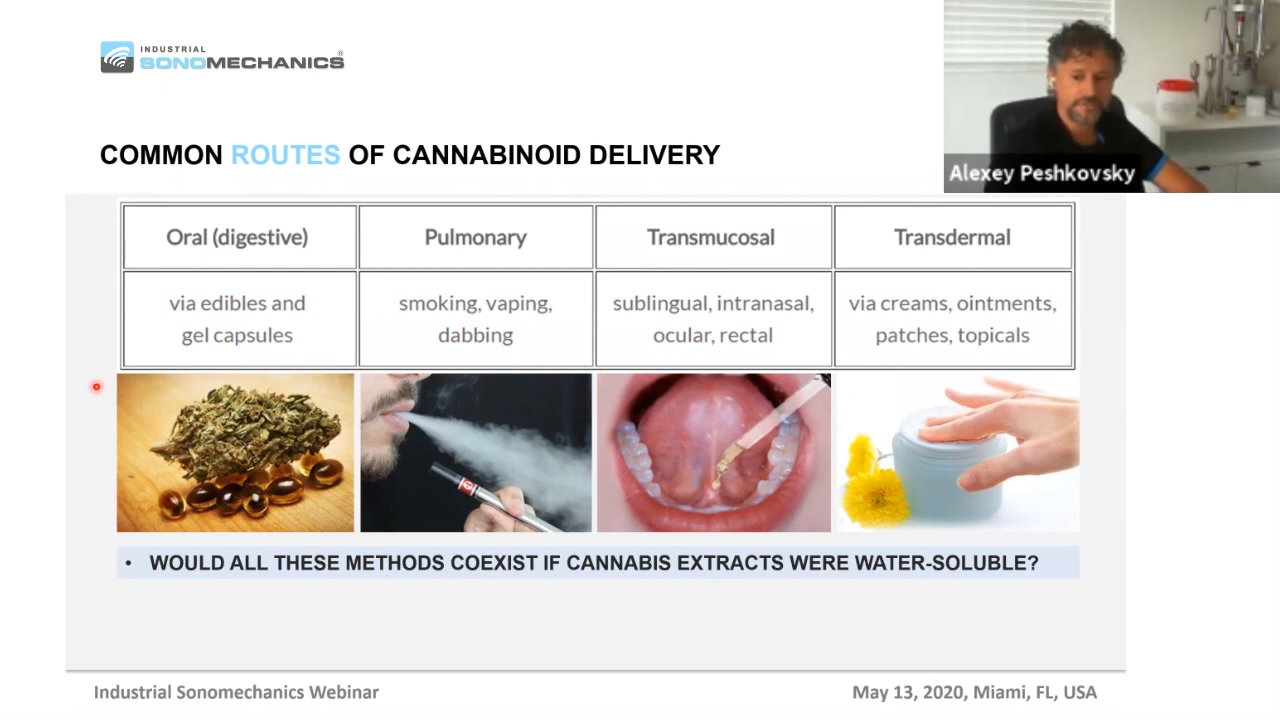 INDUSTRIAL
SONOMECHANICS®
Alexey Peshkovsky
COMMON ROUTES OF CANNABINOID DELIVERY
Oral (digestive)
Pulmonary
Transmucosal
Transdermal
via edibles and
gel capsules
smoking, vaping,
dabbing
sublingual, intranasal,
ocular, rectal
via creams, ointments,
patches, topicals
• WOULD ALL THESE METHODS COEXIST IF CANNABIS EXTRACTS WERE WATER-SOLUBLE?
Industrial Sonomechanics Webinar
May 13, 2020, Miami, FL, USA